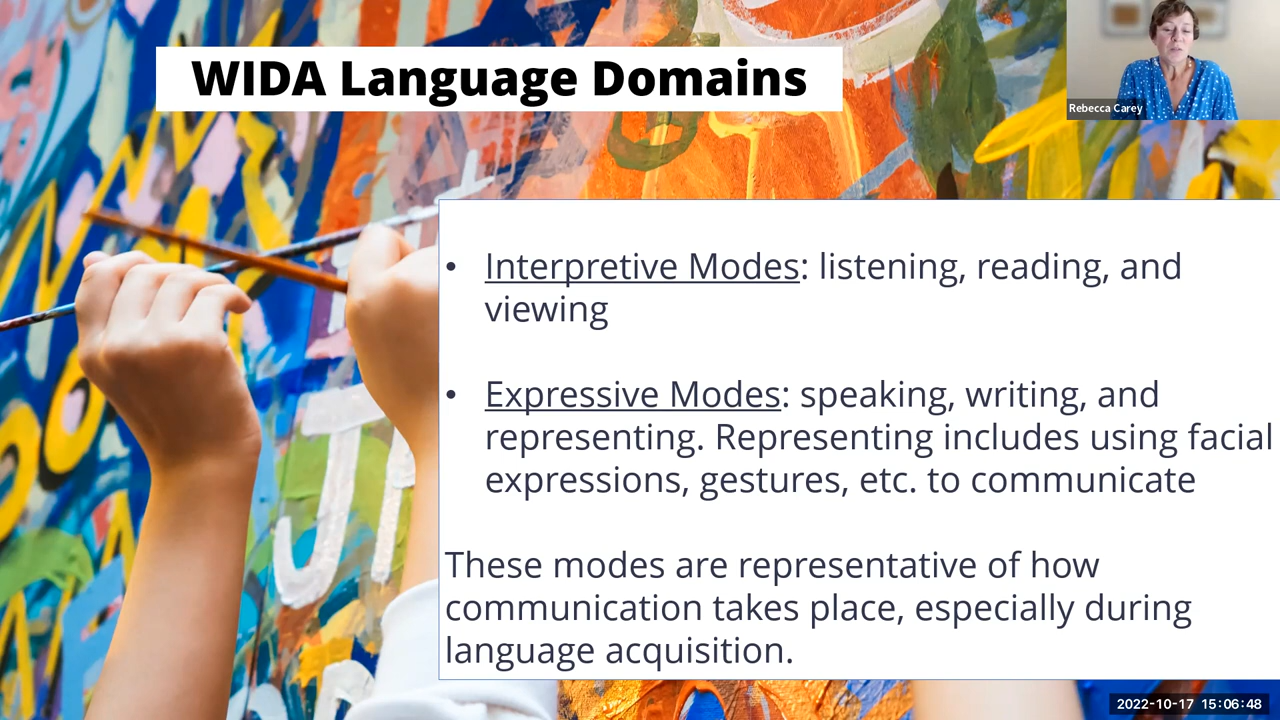 WIDA Language Domains
Rebecca Carey
• Interpretive Modes: listening, reading, and
viewing
• Expressive Modes: speaking, writing, and
representing. Representing includes using facial
expressions, gestures, etc. to communicate
These modes are representative of how
communication takes place, especially during
language acquisition.
2022-10-17 15:06:48